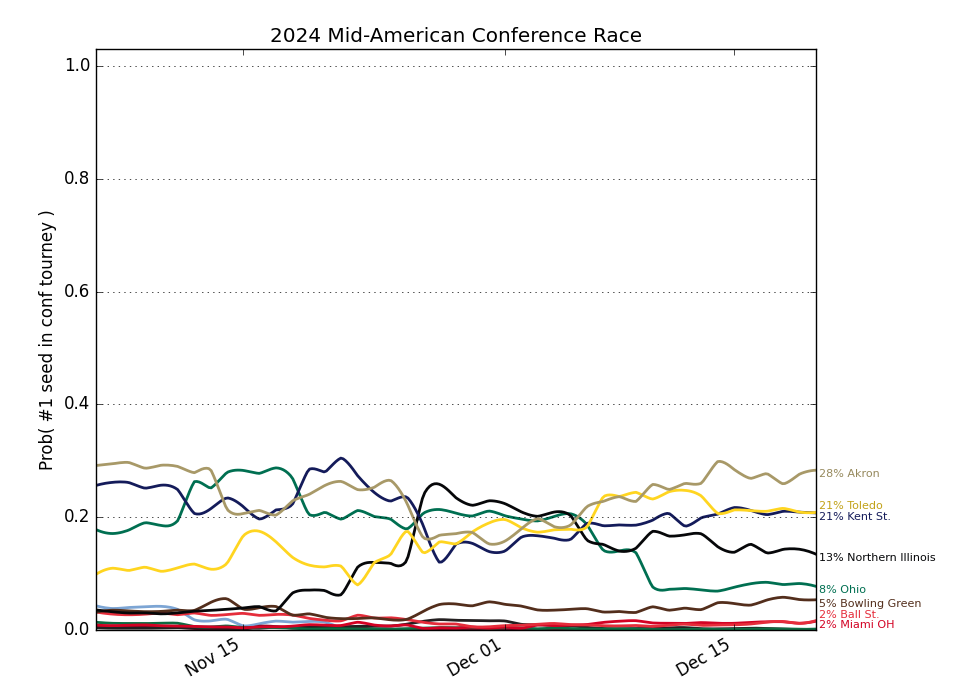 2024 Mid-American Conference Race
Prob( #1 seed in conf tourney )
1.0
0.8
0.6
0.4
0.2
0.0
Nov 15
Dec 01
Dec 15
28% Akron
21% Toledo
21% Kent St.
13% Northern Illinois
8% Ohio
5% Bowling Green
2% Ball St.
2% Miami OH